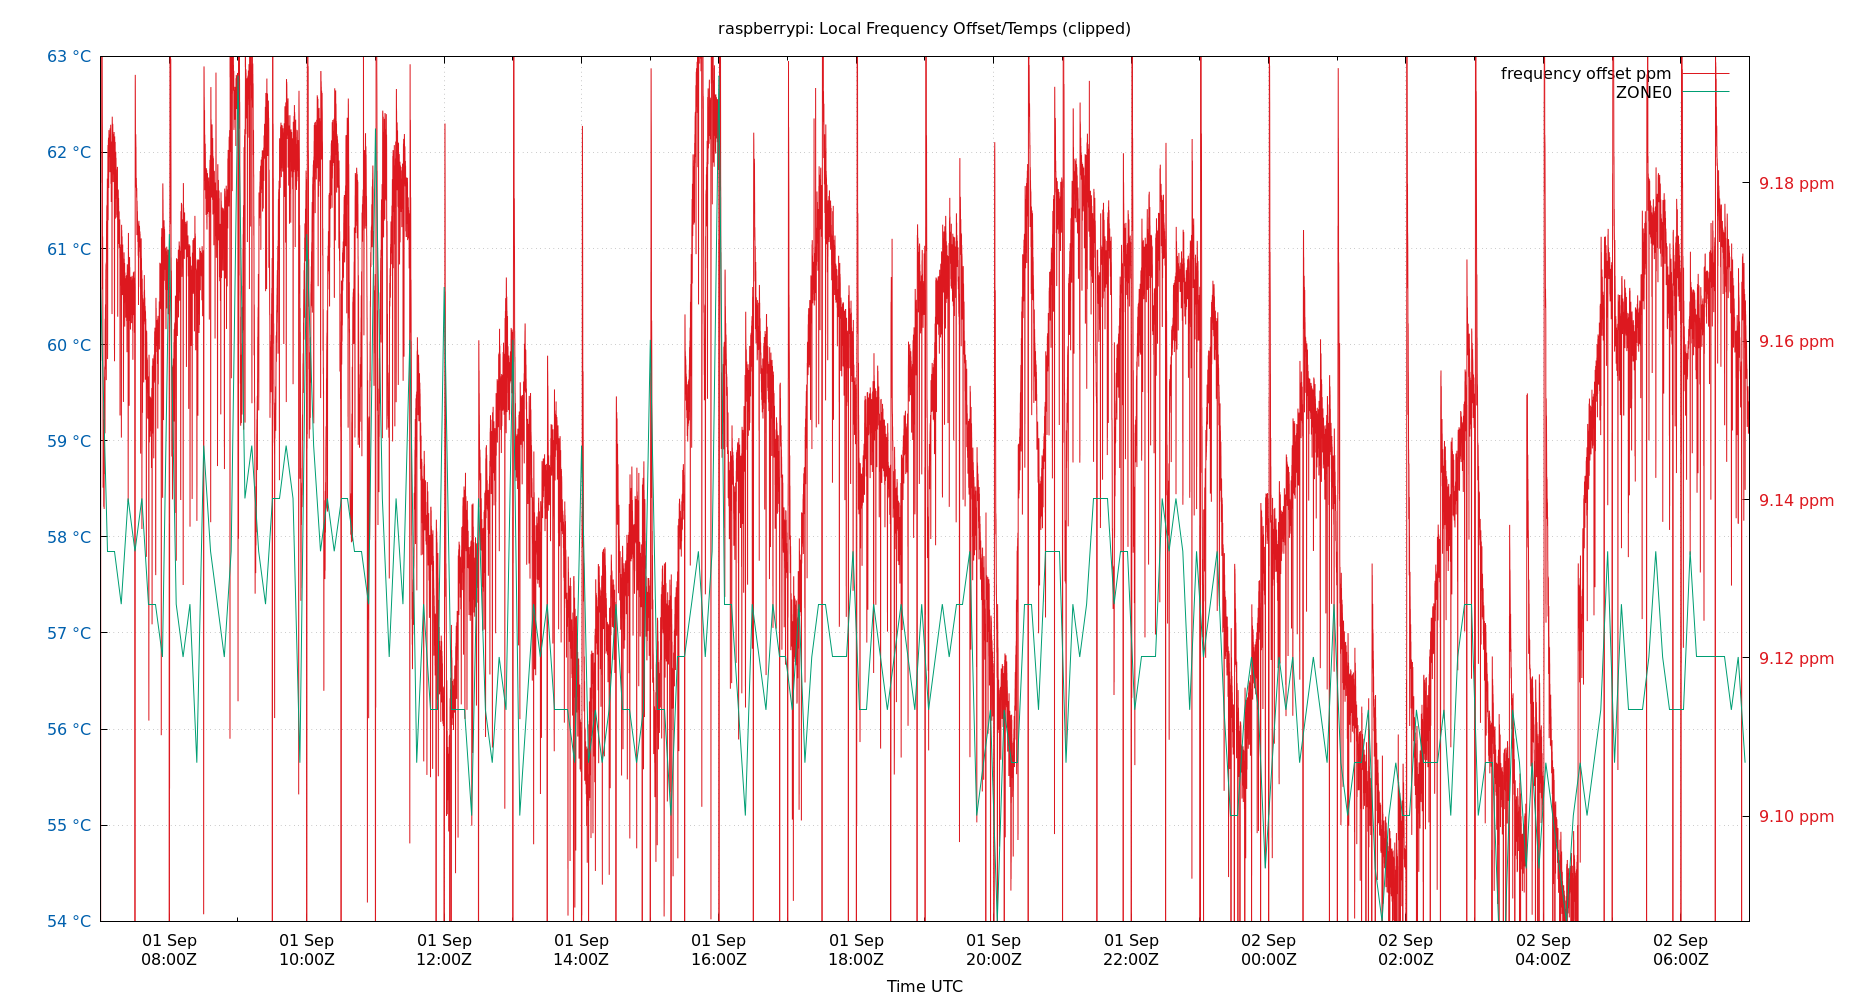 raspberrypi: Local Frequency Offset/Temps (clipped)
63 °C
62 °C
61 °C
60 °C
59 °C
58 °C
57 °C
56 °C
55 °C
54 °C
frequency offset ppm
ZONE0
9.18 ppm
9.16 ppm
9.14 ppm
9.12 ppm
9.10 ppm
01 Sep 01 Sep 01 Sep 01 Sep 01 Sep 01 Sep 01 Sep 01 Sep 02 Sep 02 Sep 02 Sep 02 Sep
08:00Z 10:00Z 12:00Z 14:00Z 16:00Z 18:00Z 20:00Z 22:00Z 00:00Z 02:00Z 04:00Z 06:00Z
Time UTC